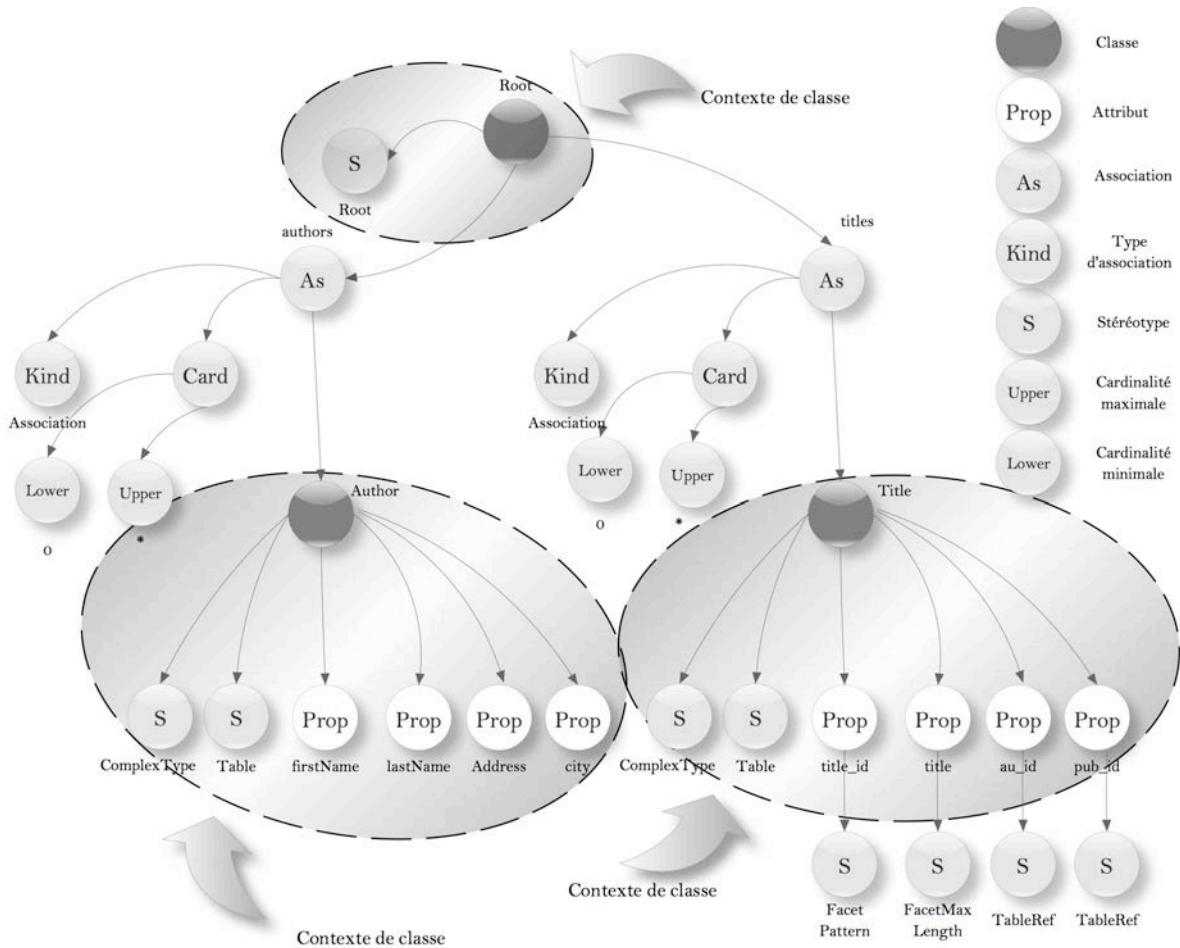 Root
Contexte de classe
S
Root
authors
titles
As
As
Kind
Card
Association
Lower
Upper
0
*
Kind
Card
Association
Lower
Upper
0
*
Author
Title
S
S
Prop
Prop
Prop
Prop
ComplexType
Table
firstName
lastName
Address
city
S
S
Prop
Prop
Prop
Prop
ComplexType
Table
title_id
title
au_id
pub_id
S
S
S
S
Facet
Pattern
FacetMax
Length
TableRef
TableRef
Contexte de classe
Contexte de classe
Classe
Prop
Attribut
As
Association
Kind
Type
d'association
S
Stéréotype
Upper
Cardinalité
maximale
Lower
Cardinalité
minimale